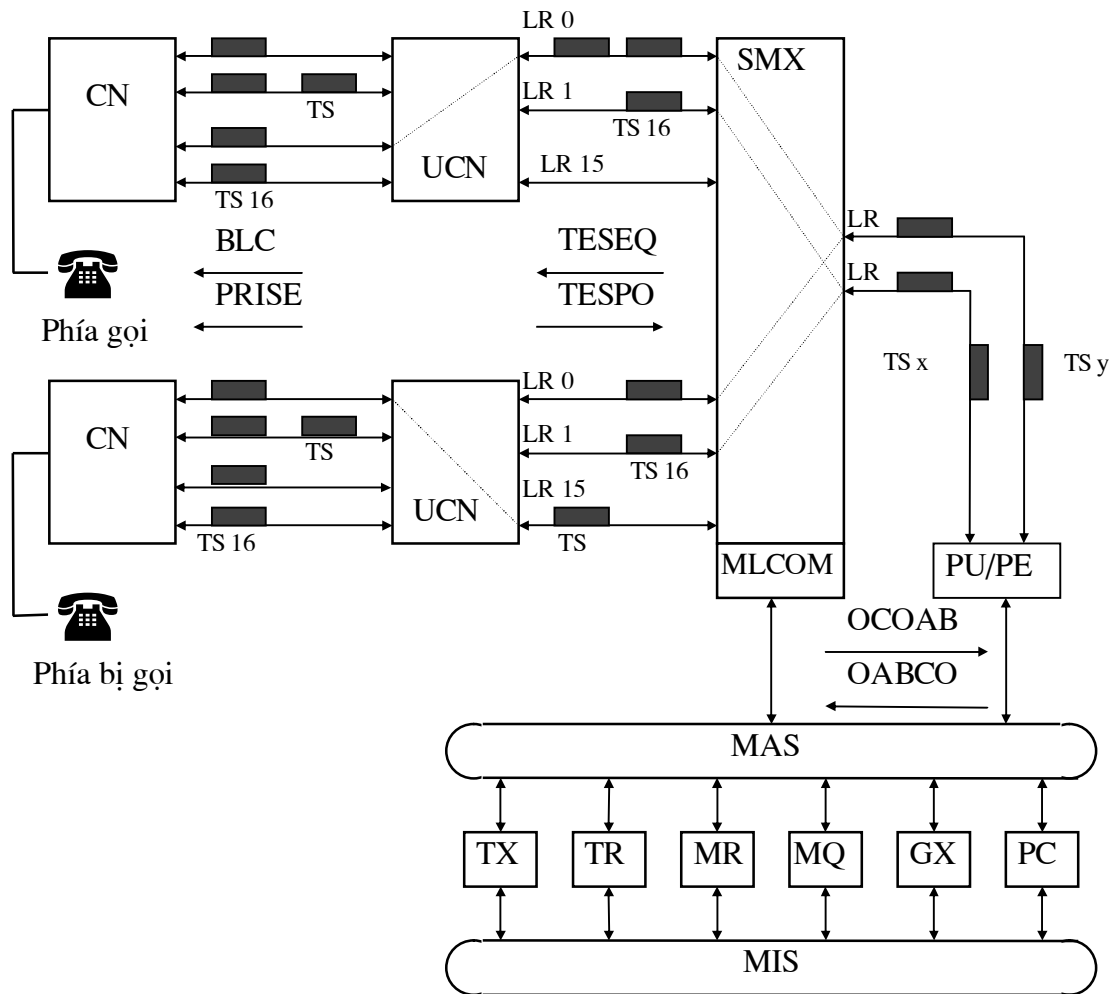 LR 0
CN
SMX
LR 1
TS
TS 16
UCN
LR 15
TS 16
LR
BLC
TESEQ
LR
PRISE
TESPO
Phía gọi
TS x
TS y
LR 0
CN
LR 1
TS
TS 16
LR 15
UCN
TS 16
TS
MLCOM
PU/PE
OCOAB
Phía bị gọi
OABCO
MAS
TX
TR
MR
MQ
GX
PC
MIS